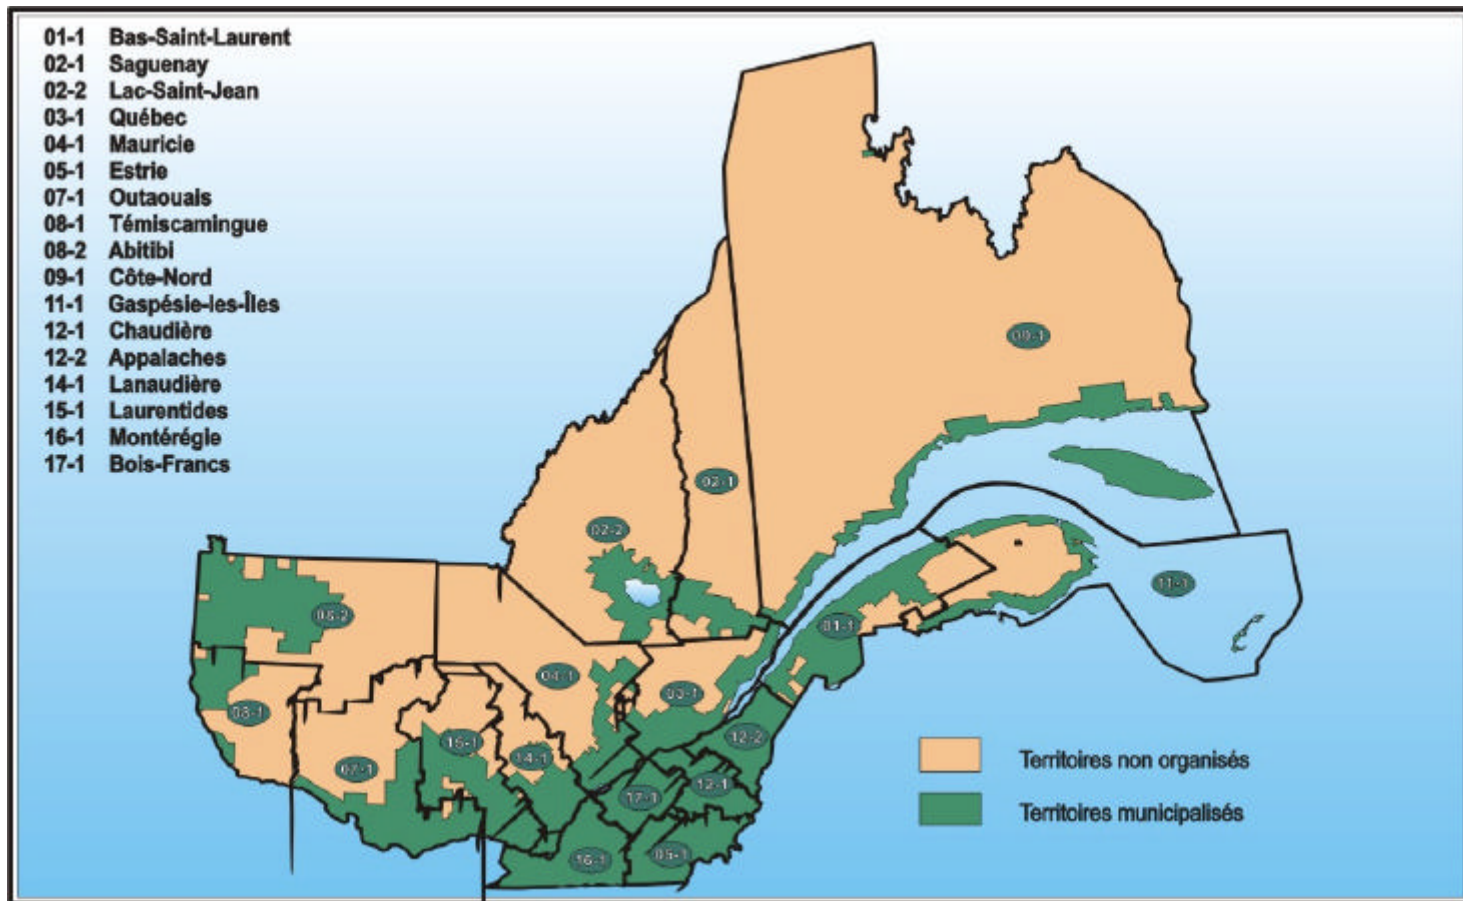 01-1 Bas-Saint-Laurent
02-1 Saguenay
02-2 Lac-Saint-Jean
03-1 Québec
04-1 Mauricie
05-1 Estrie
07-1 Outaouais
08-1 Témiscamingue
08-2 Abitibi
09-1 Côte-Nord
11-1 Gaspésie-les-Îles
12-1 Chaudière
12-2 Appalaches
14-1 Lanaudière
15-1 Laurentides
16-1 Montérégie
17-1 Bois-Francs
09-1
02-1
02-2
11-1
08-2
01-1
04-1
03-1
08-1
12-2
15-1
14-1
07-1
12-1
17-1
16-1
05-1
Territoires non organisés
Territoires municipalisés